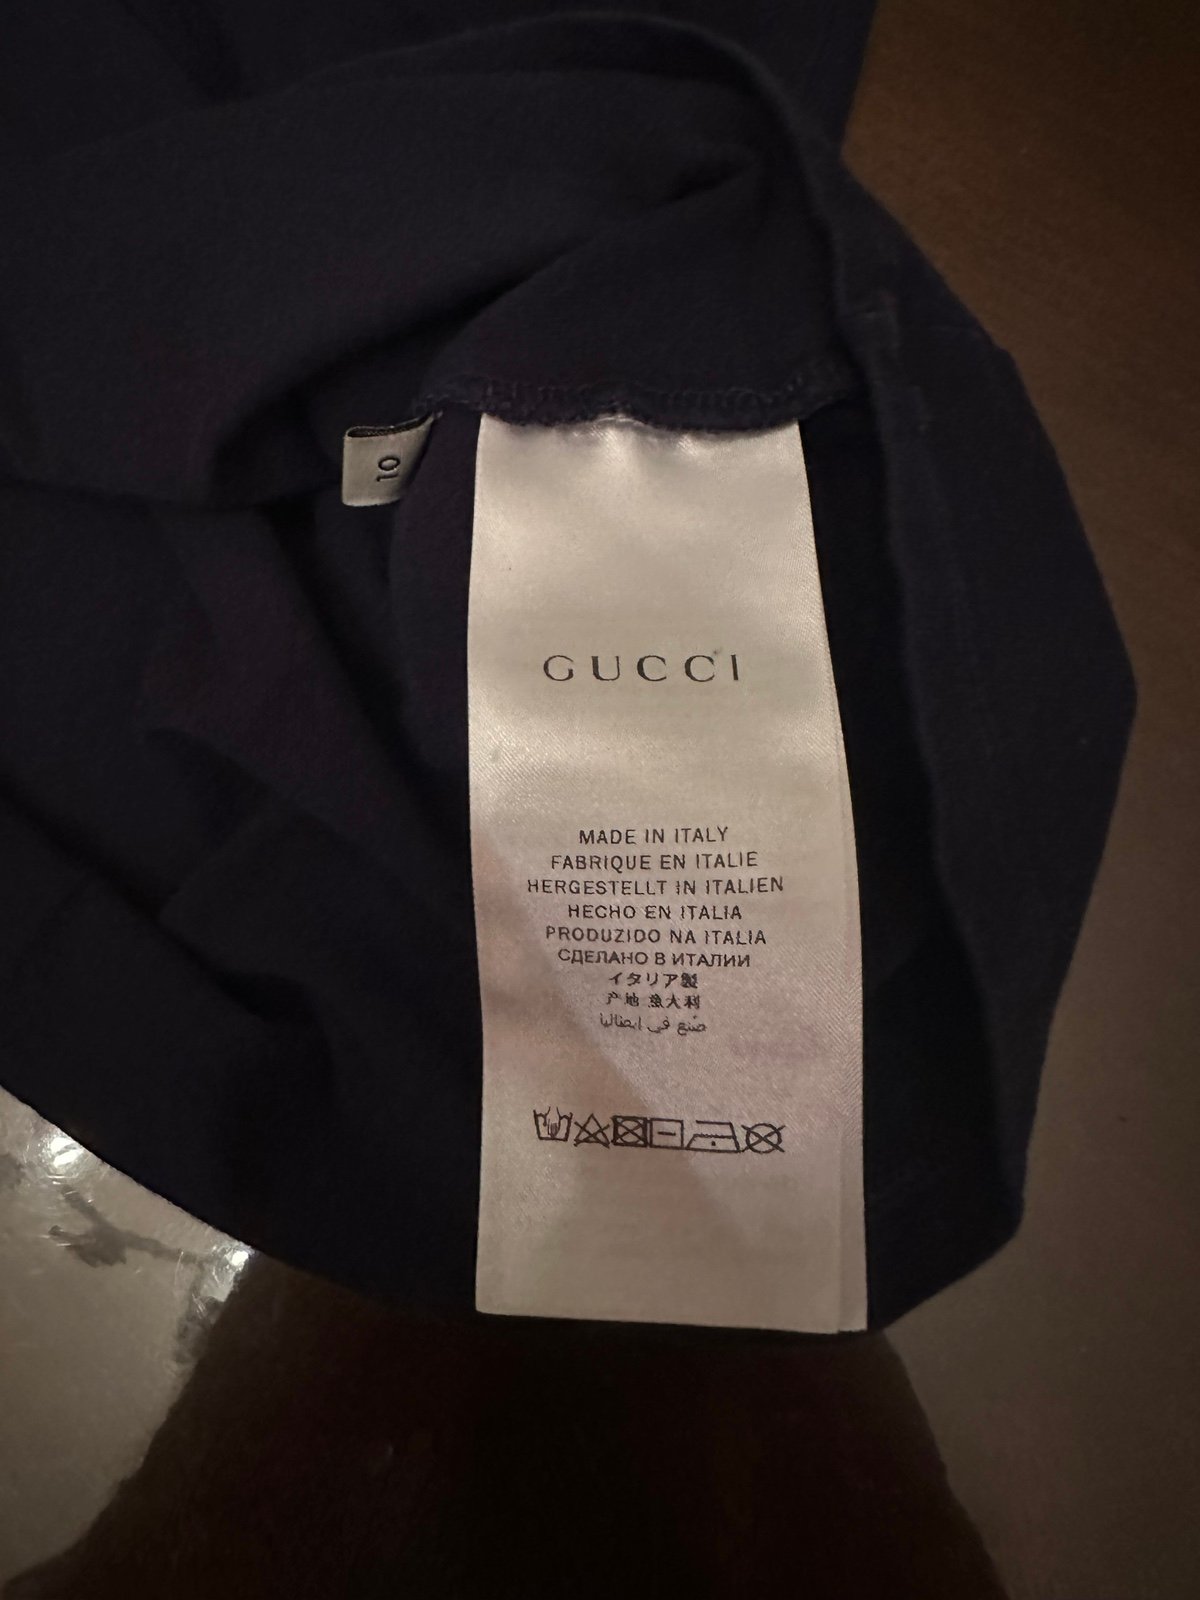 10
GUCCI
MADE IN ITALY
FABRIQUE EN ITALIE
HERGESTELLT IN ITALIEN
HECHO EN ITALIA
PRODUZIDO NA ITALIA
СДЕЛАНО В ИТАЛИИ
イタリア製
产地 意大利
صنع في إيطاليا